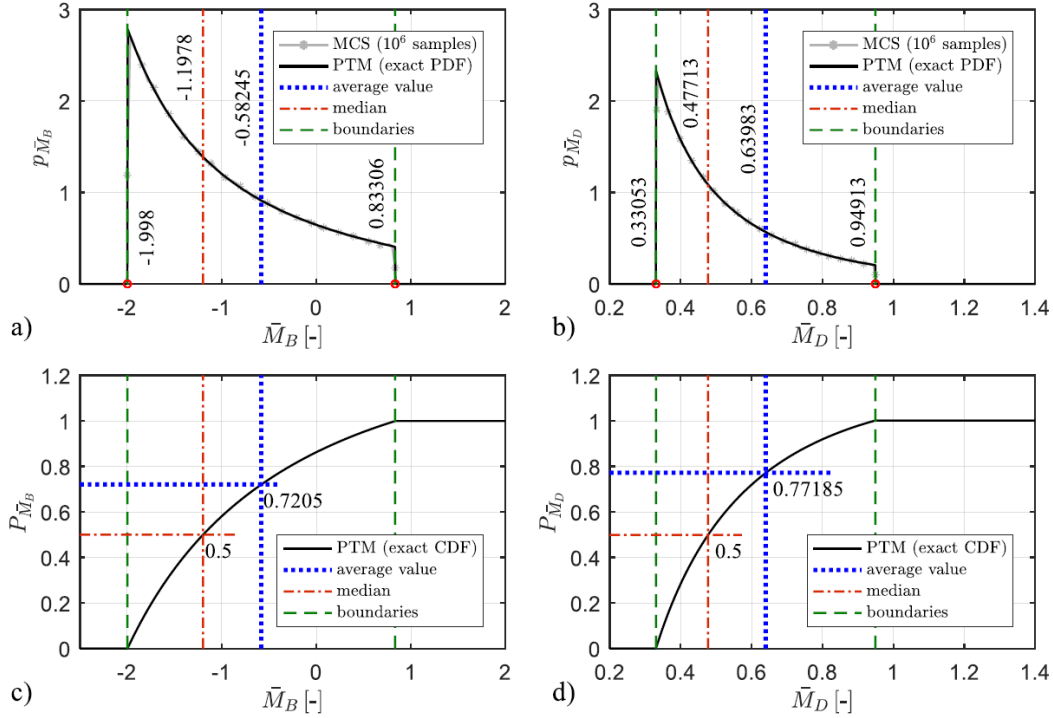 3
2
1
0
p_{M̄_B}
-1.998
-1.1978
-0.58245
0.83306
MCS (10^6 samples)
PTM (exact PDF)
average value
median
boundaries
-2 -1 0 1 2
a) M̄_B [-]
3
2
1
0
p_{M̄_D}
0.33053
0.47713
0.63983
0.94913
MCS (10^6 samples)
PTM (exact PDF)
average value
median
boundaries
0.2 0.4 0.6 0.8 1 1.2 1.4
b) M̄_D [-]
1.2
1
0.8
0.6
0.4
0.2
0
P_{M̄_B}
0.7205
0.5
PTM (exact CDF)
average value
median
boundaries
-2 -1 0 1 2
c) M̄_B [-]
1.2
1
0.8
0.6
0.4
0.2
0
P_{M̄_D}
0.77185
0.5
PTM (exact CDF)
average value
median
boundaries
0.2 0.4 0.6 0.8 1 1.2 1.4
d) M̄_D [-]